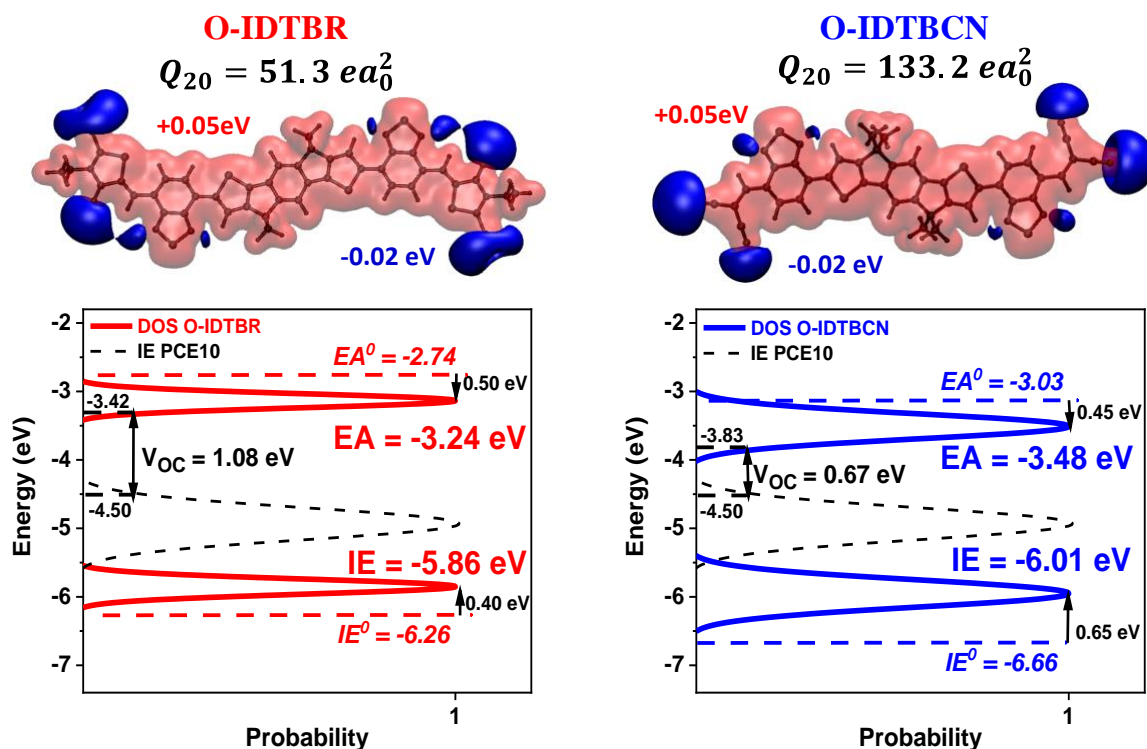 O-IDTBR
Q₂₀ = 51.3 ea₀²
+0.05eV
-0.02 eV
-2
-3
-4
-5
-6
-7
Energy (eV)
DOS O-IDTBR
IE PCE10
EA⁰ = -2.74
0.50 eV
-3.42
EA = -3.24 eV
V_OC = 1.08 eV
-4.50
IE = -5.86 eV
0.40 eV
IE⁰ = -6.26
1
Probability
O-IDTBCN
Q₂₀ = 133.2 ea₀²
+0.05eV
-0.02 eV
-2
-3
-4
-5
-6
-7
Energy (eV)
DOS O-IDTBCN
IE PCE10
EA⁰ = -3.03
0.45 eV
-3.83
EA = -3.48 eV
V_OC = 0.67 eV
-4.50
IE = -6.01 eV
0.65 eV
IE⁰ = -6.66
1
Probability